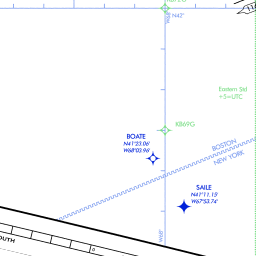 N42°
W68°
Eastern Std
+5=UTC
KB69G
BOATE
N41°23.06'
W68°03.96'
BOSTON
NEW YORK
SAILE
N41°11.15'
W67°53.74'
W68°
OUTH